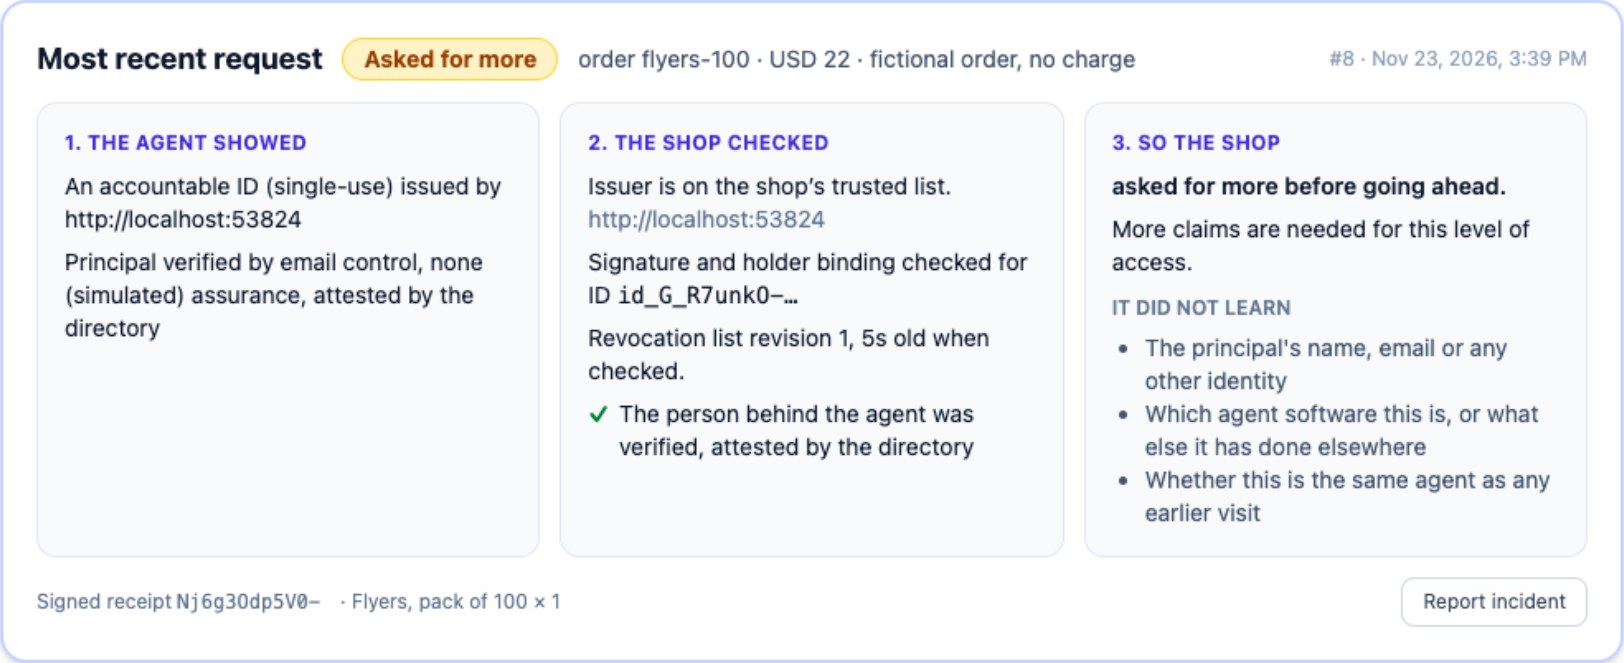 Most recent request
Asked for more
order flyers-100 · USD 22 · fictional order, no charge
#8 · Nov 23, 2026, 3:39 PM
1. THE AGENT SHOWED
An accountable ID (single-use) issued by
http://localhost:53824
Principal verified by email control, none
(simulated) assurance, attested by the
directory
2. THE SHOP CHECKED
Issuer is on the shop’s trusted list.
http://localhost:53824
Signature and holder binding checked for
ID id_G_R7unkO–…
Revocation list revision 1, 5s old when
checked.
✓ The person behind the agent was
verified, attested by the directory
3. SO THE SHOP
asked for more before going ahead.
More claims are needed for this level of
access.
IT DID NOT LEARN
• The principal's name, email or any
other identity
• Which agent software this is, or what
else it has done elsewhere
• Whether this is the same agent as any
earlier visit
Signed receipt Nj6g3Odp5V0– · Flyers, pack of 100 × 1
Report incident